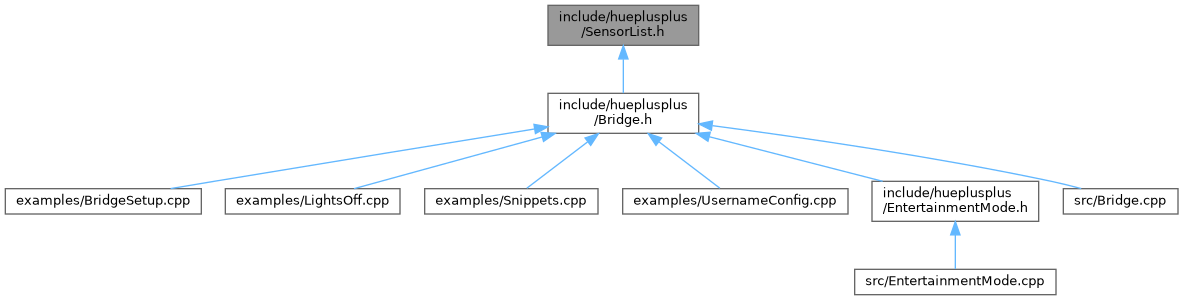 include/hueplusplus
/SensorList.h
include/hueplusplus
/Bridge.h
examples/BridgeSetup.cpp
examples/LightsOff.cpp
examples/Snippets.cpp
examples/UsernameConfig.cpp
include/hueplusplus
/EntertainmentMode.h
src/Bridge.cpp
src/EntertainmentMode.cpp